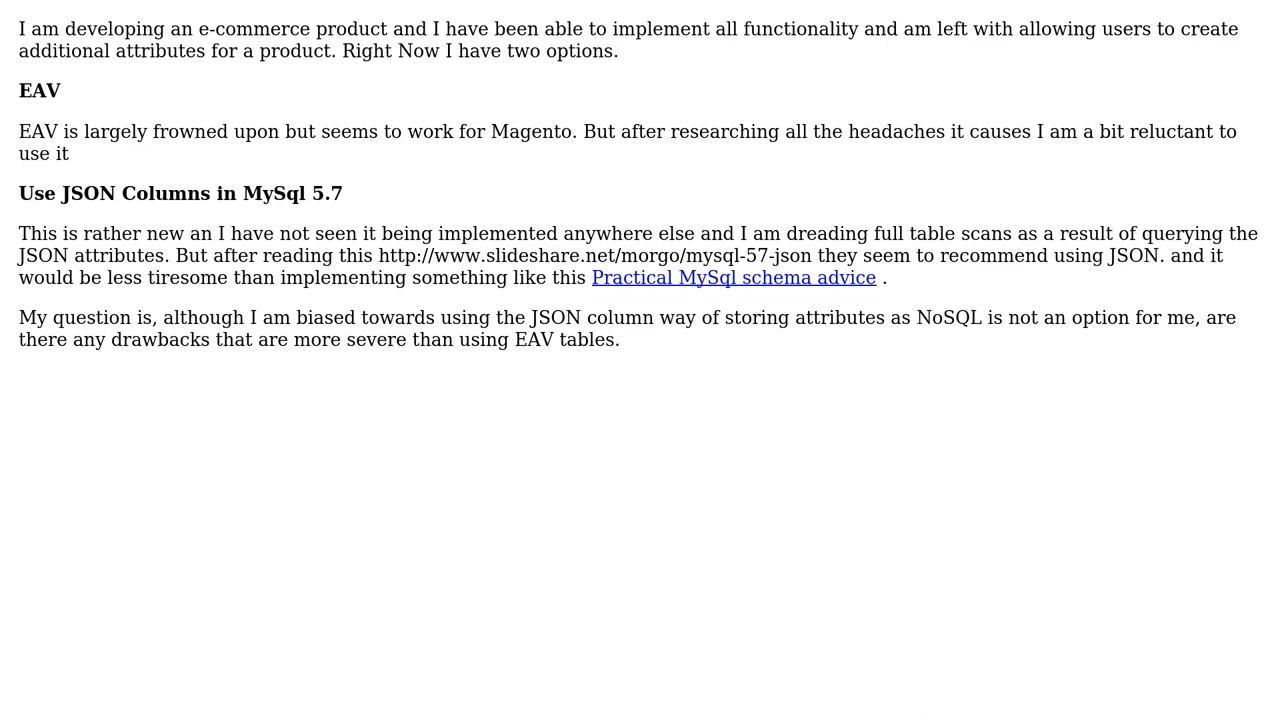 I am developing an e-commerce product and I have been able to implement all functionality and am left with allowing users to create
additional attributes for a product. Right Now I have two options.
EAV
EAV is largely frowned upon but seems to work for Magento. But after researching all the headaches it causes I am a bit reluctant to
use it
Use JSON Columns in MySql 5.7
This is rather new an I have not seen it being implemented anywhere else and I am dreading full table scans as a result of querying the
JSON attributes. But after reading this http://www.slideshare.net/morgo/mysql-57-json they seem to recommend using JSON. and it
would be less tiresome than implementing something like this Practical MySql schema advice .
My question is, although I am biased towards using the JSON column way of storing attributes as NoSQL is not an option for me, are
there any drawbacks that are more severe than using EAV tables.